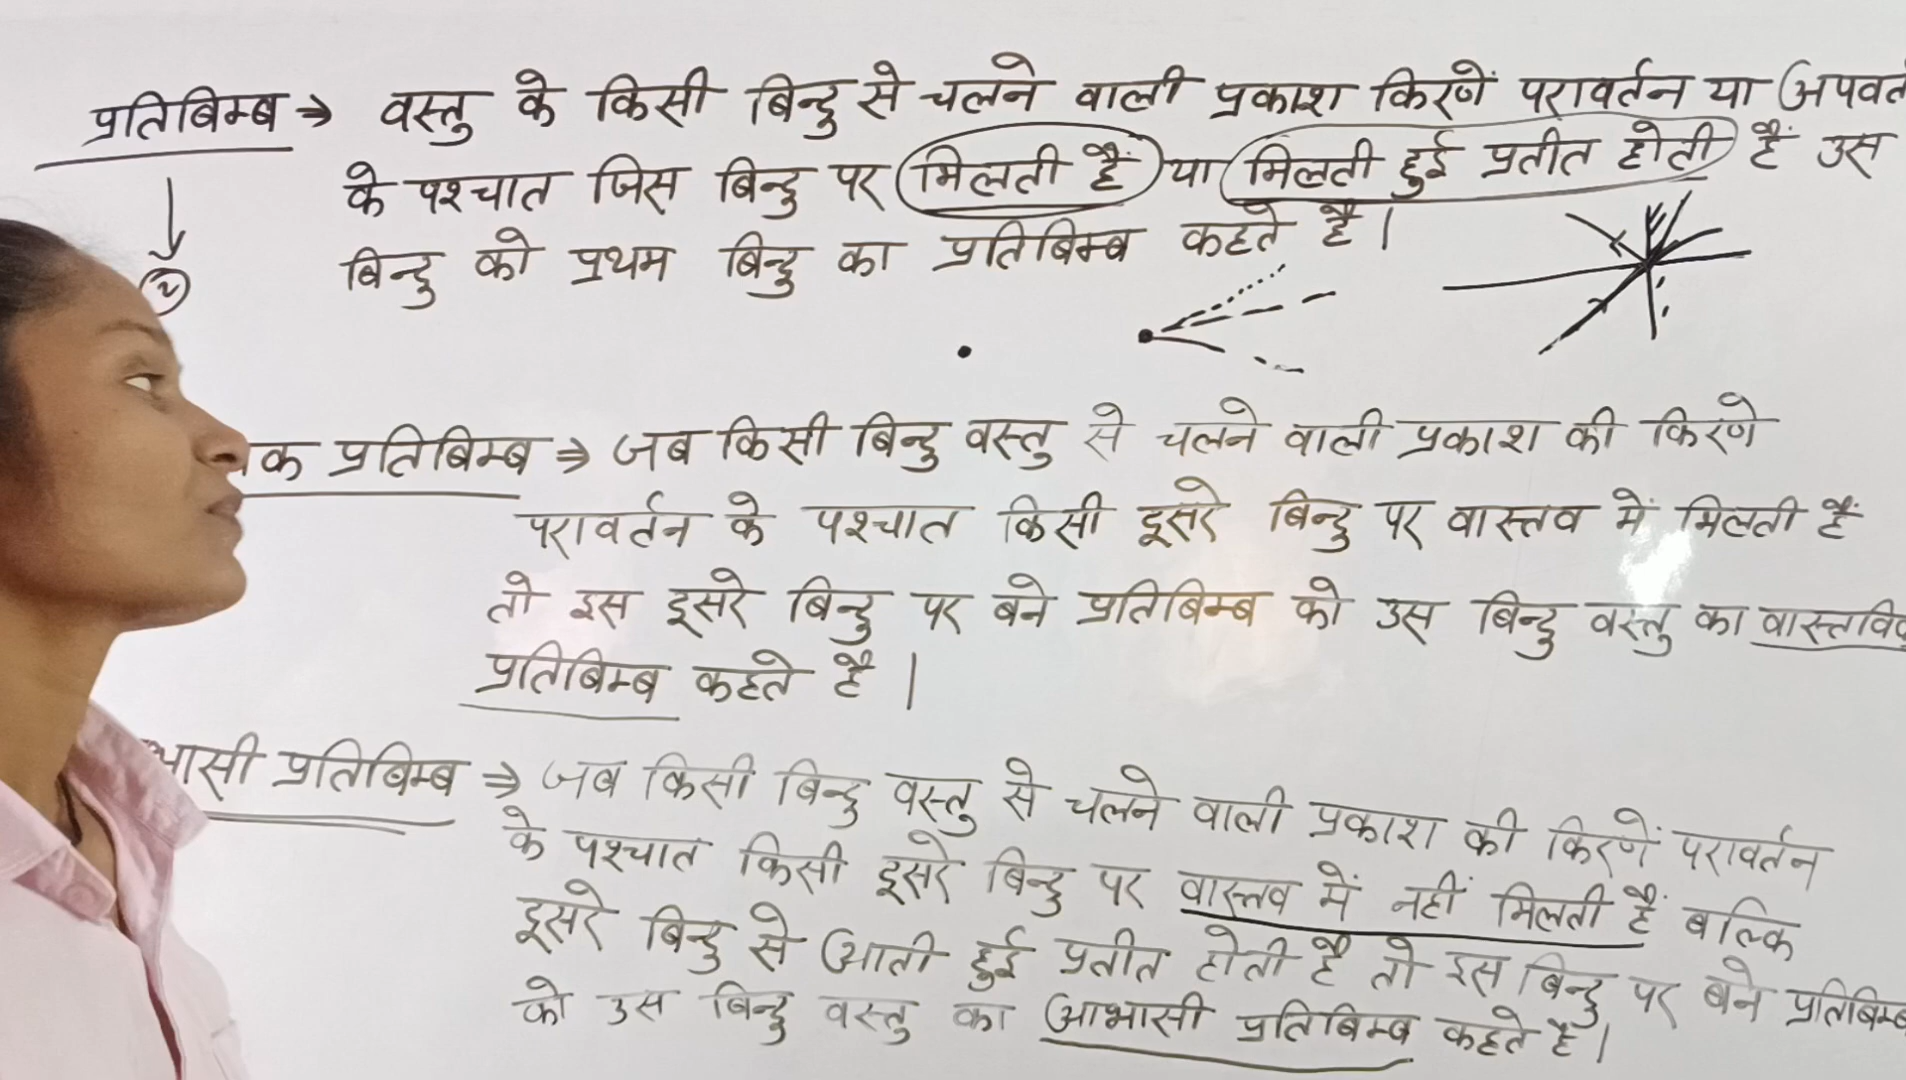 प्रतिबिम्ब ⇒ वस्तु के किसी बिन्दु से चलने वाली प्रकाश किरणें परावर्तन या
के पश्चात जिस बिन्दु पर मिलती हैं या मिलती हुई प्रतीत होती हैं उस
बिन्दु को प्रथम बिन्दु का प्रतिबिम्ब कहते है।
प्रतिबिम्ब ⇒ जब किसी बिन्दु वस्तु से चलने वाली प्रकाश की किरणे
परावर्तन के पश्चात किसी दूसरे बिन्दु पर वास्तव में मिलती हैं
तो इस दूसरे बिन्दु पर बने प्रतिबिम्ब को उस बिन्दु वस्तु का
प्रतिबिम्ब कहते है।
प्रतिबिम्ब ⇒ जब किसी बिन्दु वस्तु से चलने वाली प्रकाश की किरणें परावर्तन
के पश्चात किसी दूसरे बिन्दु पर वास्तव में नहीं मिलती हैं बल्कि
दूसरे बिन्दु से आती हुई प्रतीत होती है तो इस बिन्दु पर बने प्रतिबिम्ब
को उस बिन्दु वस्तु का आभासी प्रतिबिम्ब कहते है।